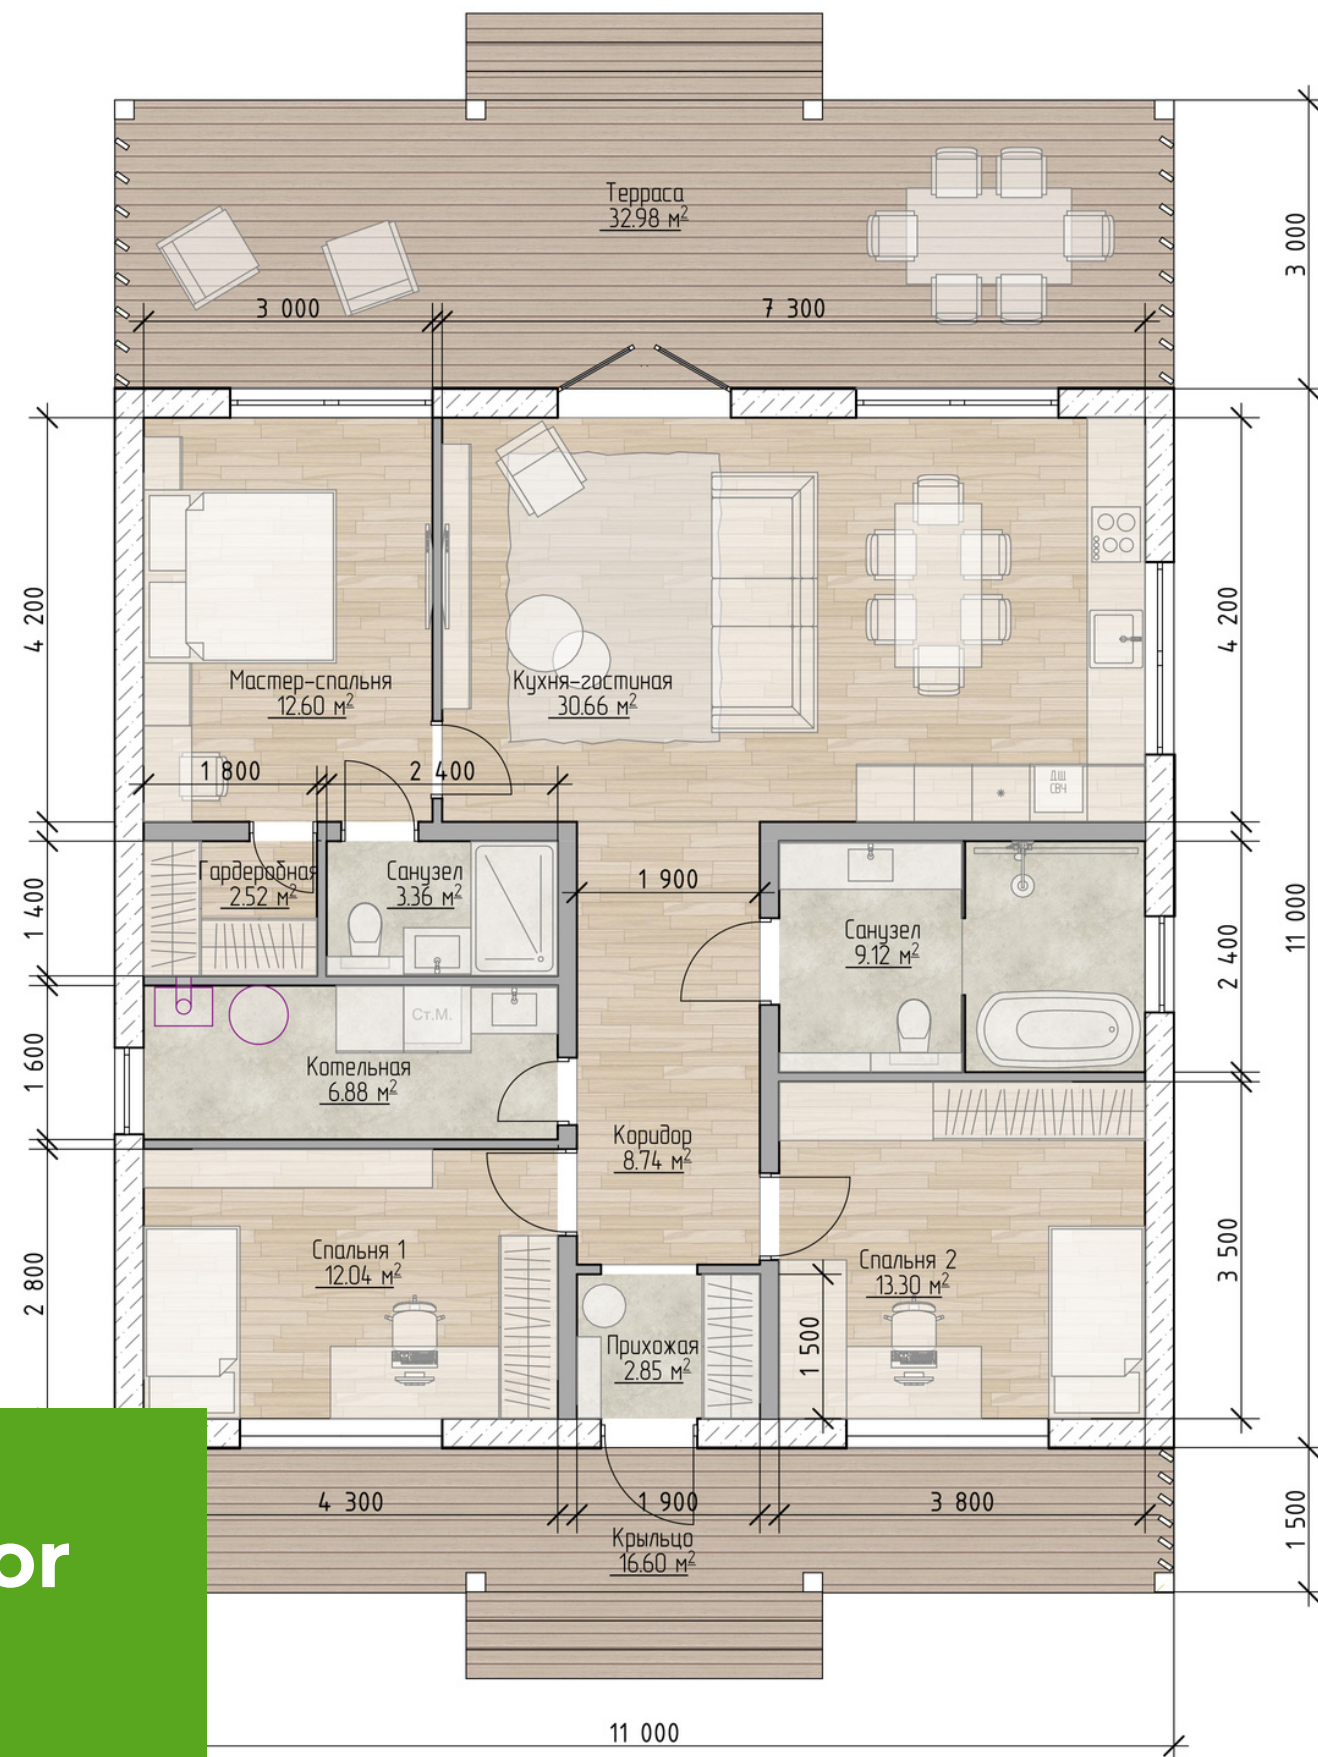 Терраса
32.98 м²
3 000
3 000
7 300
4 200
4 200
Мастер-спальня
12.60 м²
Кухня-гостиная
30.66 м²
1 800
2 400
Д.Ш.
СВЧ
1 400
Гардеробная
2.52 м²
Санузел
3.36 м²
1 900
Санузел
9.12 м²
2 400
11 000
1 600
Ст.М.
Котельная
6.88 м²
Коридор
8.74 м²
2 800
Спальня 1
12.04 м²
Спальня 2
13.30 м²
3 500
Прихожая
2.85 м²
1 500
4 300
1 900
3 800
1 500
Крыльцо
16.60 м²
or
11 000